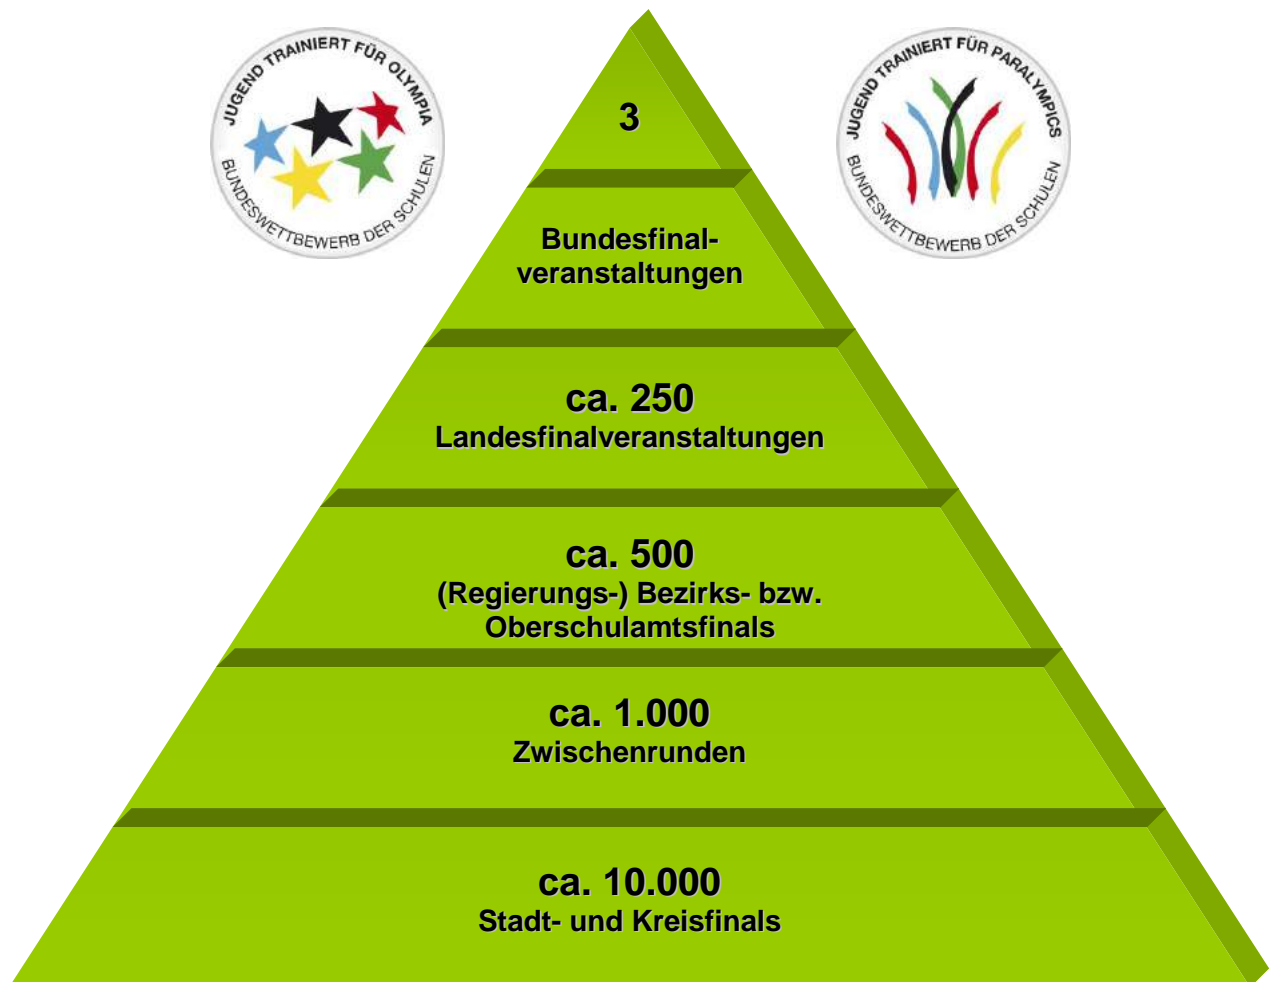 JUGEND TRAINIERT FÜR OLYMPIA
BUNDESWETTBEWERB DER SCHULEN
JUGEND TRAINIERT FÜR PARALYMPICS
BUNDESWETTBEWERB DER SCHULEN
3
Bundesfinal-
veranstaltungen
ca. 250
Landesfinalveranstaltungen
ca. 500
(Regierungs-) Bezirks- bzw.
Oberschulamtsfinals
ca. 1.000
Zwischenrunden
ca. 10.000
Stadt- und Kreisfinals